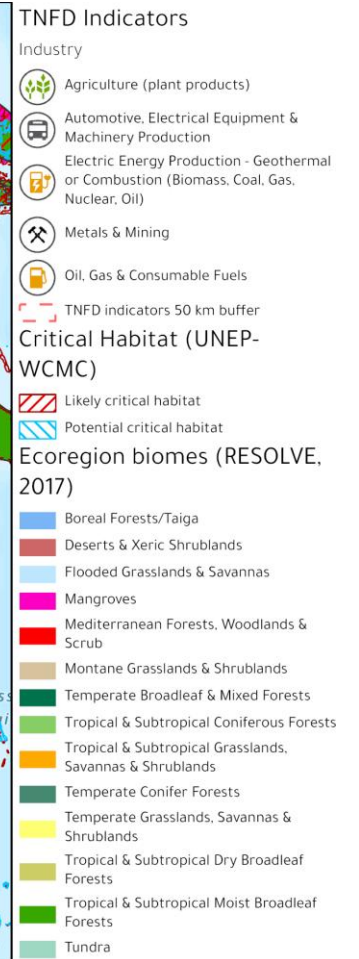 TNFD Indicators
Industry
Agriculture (plant products)
Automotive, Electrical Equipment &
Machinery Production
Electric Energy Production - Geothermal
or Combustion (Biomass, Coal, Gas,
Nuclear, Oil)
Metals & Mining
Oil, Gas & Consumable Fuels
TNFD indicators 50 km buffer
Critical Habitat (UNEP-
WCMC)
Likely critical habitat
Potential critical habitat
Ecoregion biomes (RESOLVE,
2017)
Boreal Forests/Taiga
Deserts & Xeric Shrublands
Flooded Grasslands & Savannas
Mangroves
Mediterranean Forests, Woodlands &
Scrub
Montane Grasslands & Shrublands
Temperate Broadleaf & Mixed Forests
Tropical & Subtropical Coniferous Forests
Tropical & Subtropical Grasslands,
Savannas & Shrublands
Temperate Conifer Forests
Temperate Grasslands, Savannas &
Shrublands
Tropical & Subtropical Dry Broadleaf
Forests
Tropical & Subtropical Moist Broadleaf
Forests
Tundra